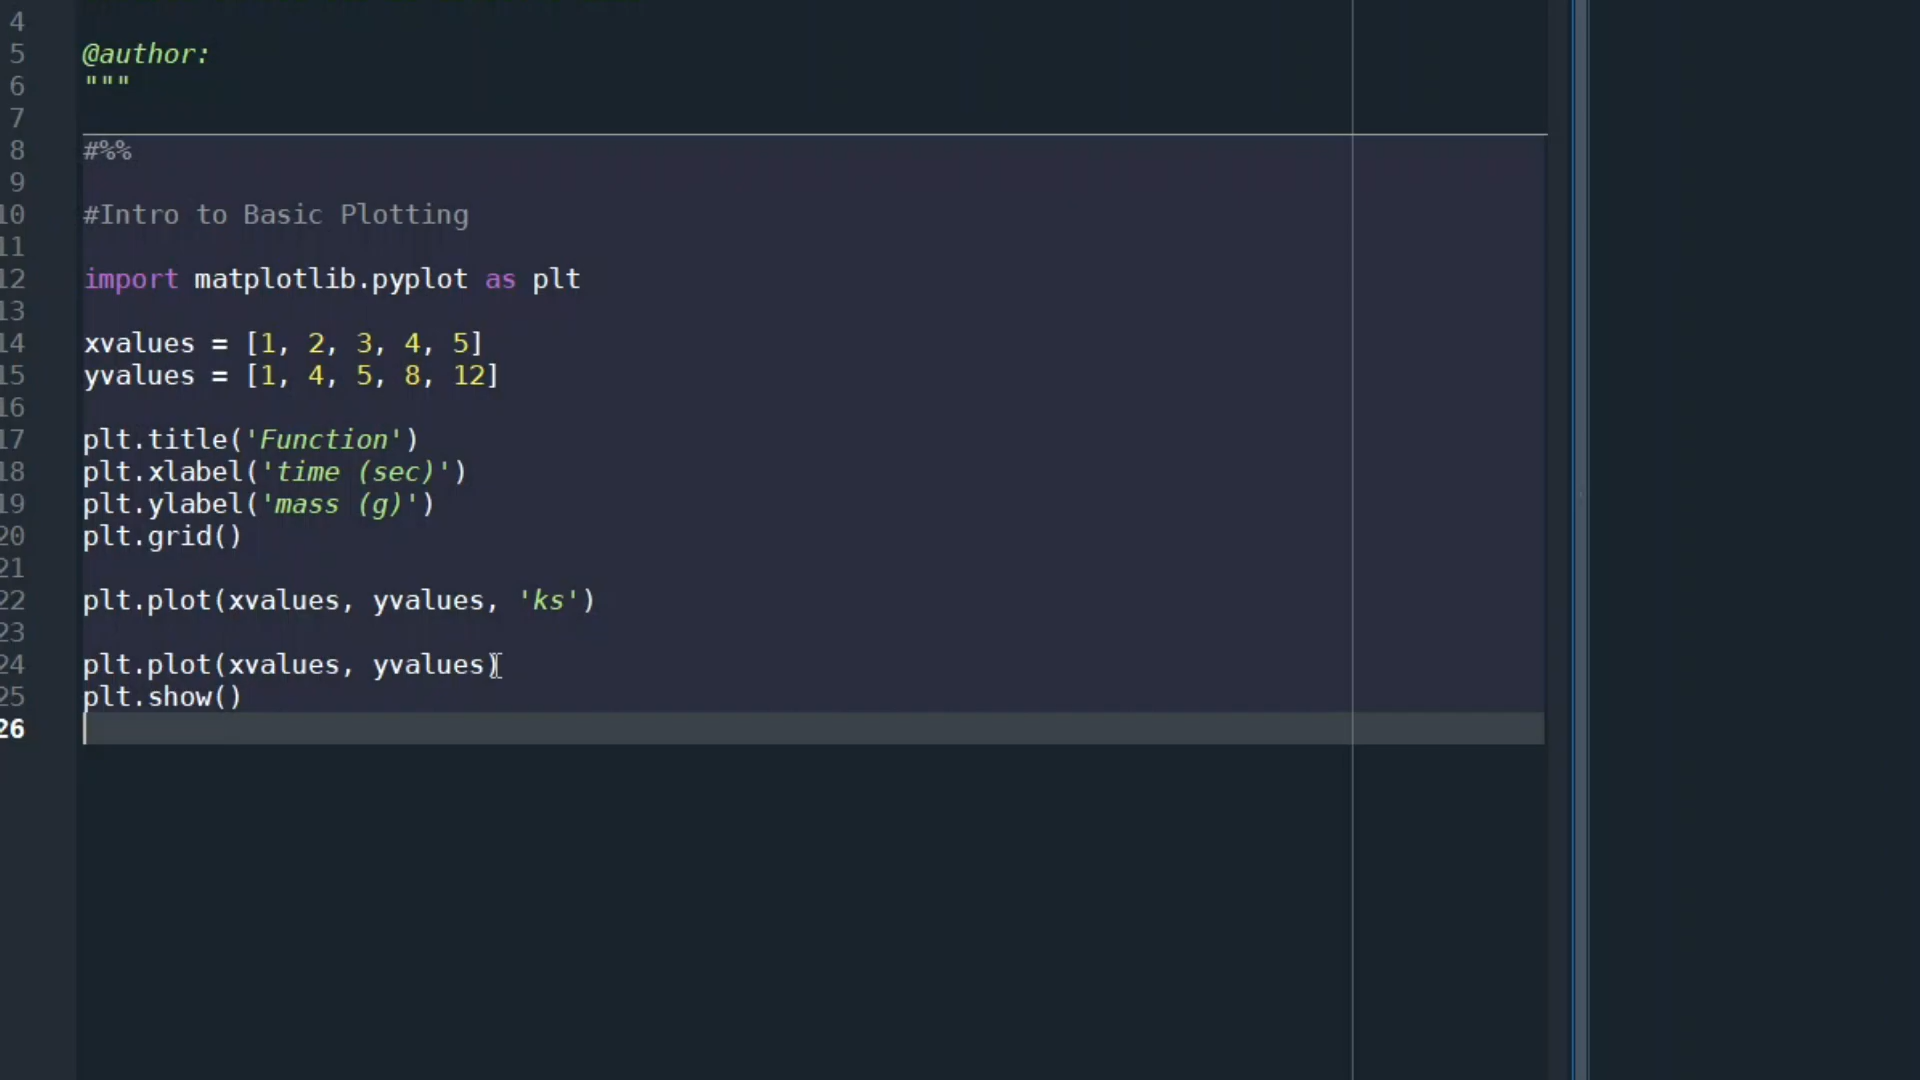 4
5 @author:
6 """
7
8 #%%
9
10 #Intro to Basic Plotting
11
12 import matplotlib.pyplot as plt
13
14 xvalues = [1, 2, 3, 4, 5]
15 yvalues = [1, 4, 5, 8, 12]
16
17 plt.title('Function')
18 plt.xlabel('time (sec)')
19 plt.ylabel('mass (g)')
20 plt.grid()
21
22 plt.plot(xvalues, yvalues, 'ks')
23
24 plt.plot(xvalues, yvalues)
25 plt.show()
26